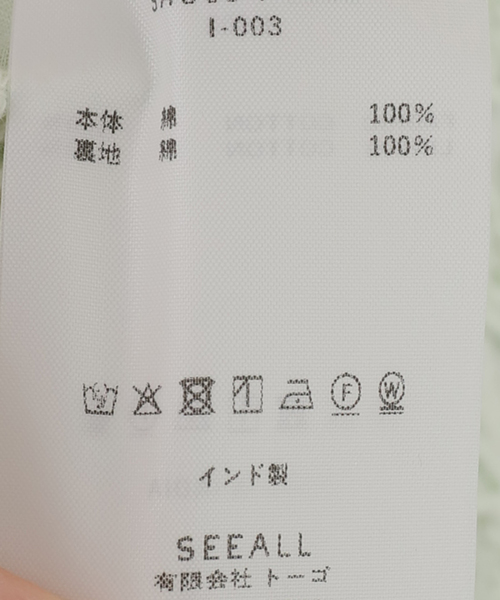 I-003
本体 綿 100%
裏地 綿 100%
F W
インド製
SEEALL
有限会社 トーゴ